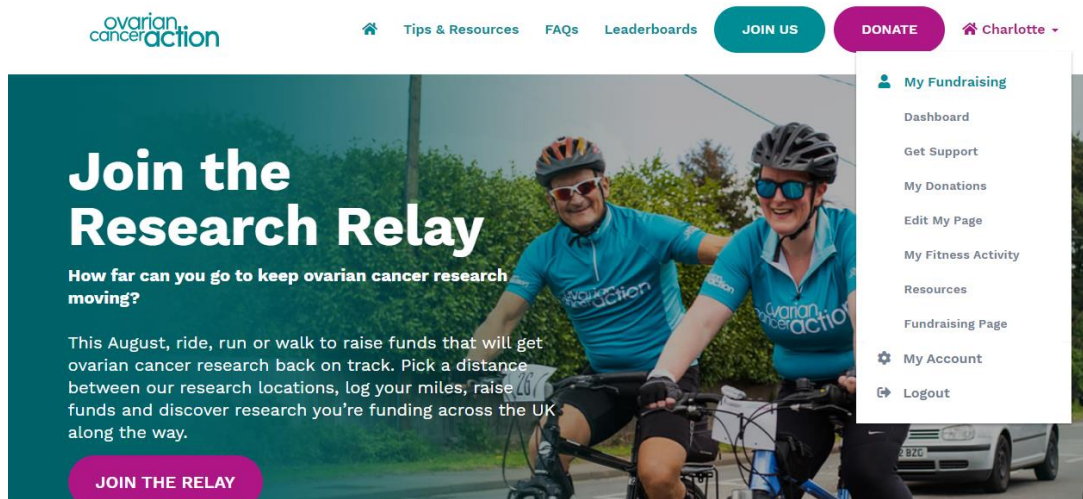 ovarian
cancer action
Tips & Resources
FAQs
Leaderboards
JOIN US
DONATE
Charlotte
My Fundraising
Dashboard
Get Support
My Donations
Edit My Page
My Fitness Activity
Resources
Fundraising Page
My Account
Logout
Join the
Research Relay
How far can you go to keep ovarian cancer research
moving?
This August, ride, run or walk to raise funds that will get
ovarian cancer research back on track. Pick a distance
between our research locations, log your miles, raise
funds and discover research you’re funding across the UK
along the way.
JOIN THE RELAY
ovarian
cancer action
267